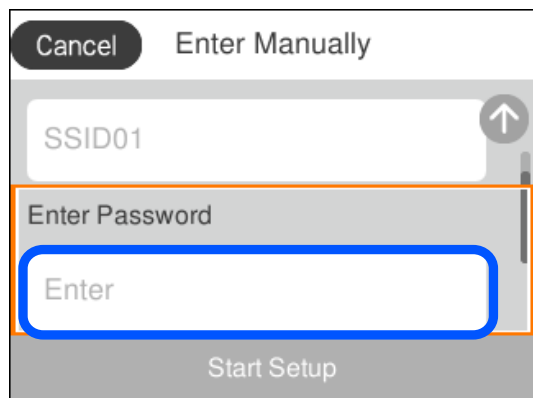 Cancel Enter Manually
SSID01
Enter Password
Enter
Start Setup